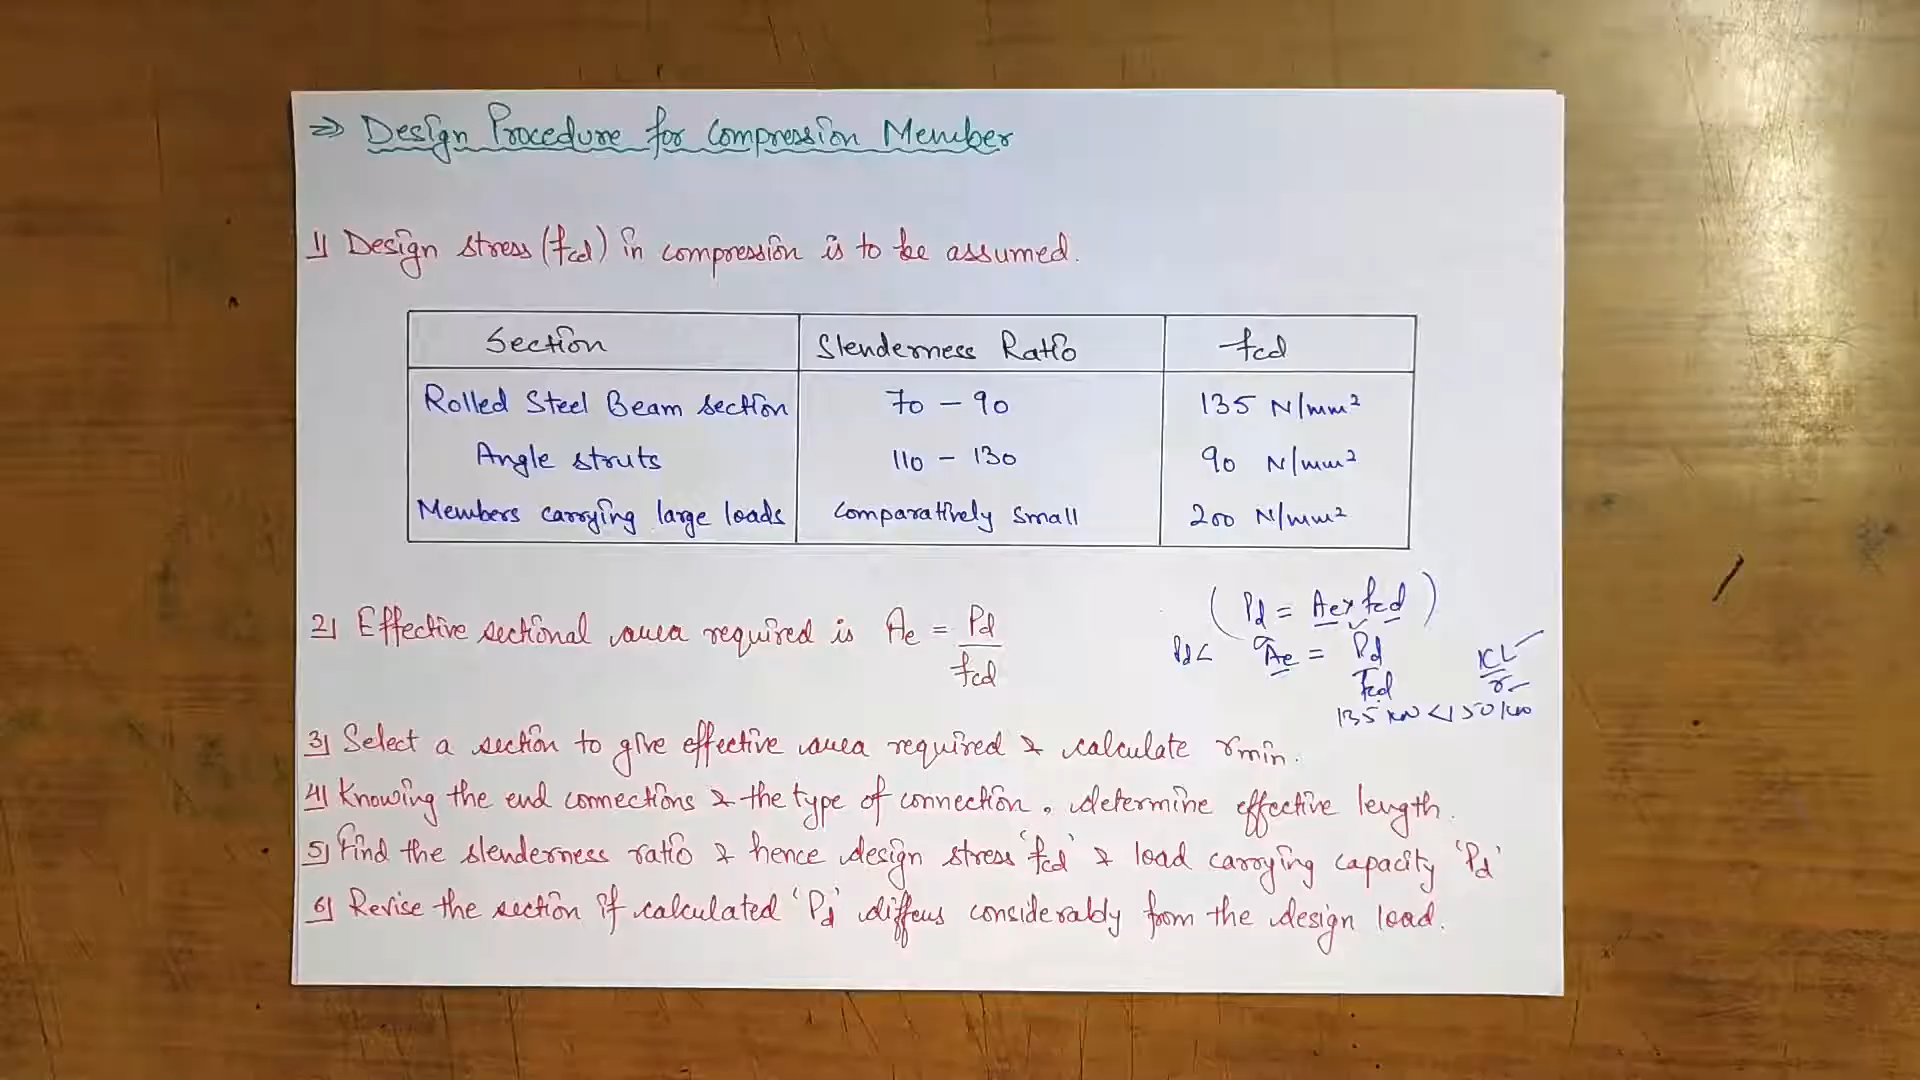 ⇒ Design Procedure for Compression Member
1) Design stress (fcd) in compression is to be assumed.
Section Slenderness Ratio fcd
Rolled Steel Beam section 70 – 90 135 N/mm²
Angle struts 110 – 130 90 N/mm²
Members carrying large loads Comparatively small 200 N/mm²
(Pd = Ae × fcd)
2) Effective sectional area required is Ae = Pd / fcd
Pd < Ae = Pd / fcd
KL / r
135 kN < 150 kN
3) Select a section to give effective area required & calculate rmin.
4) Knowing the end connections & the type of connection, determine effective length.
5) Find the slenderness ratio & hence design stress 'fcd' & load carrying capacity 'Pd'
6) Revise the section if calculated 'Pd' differs considerably from the design load.